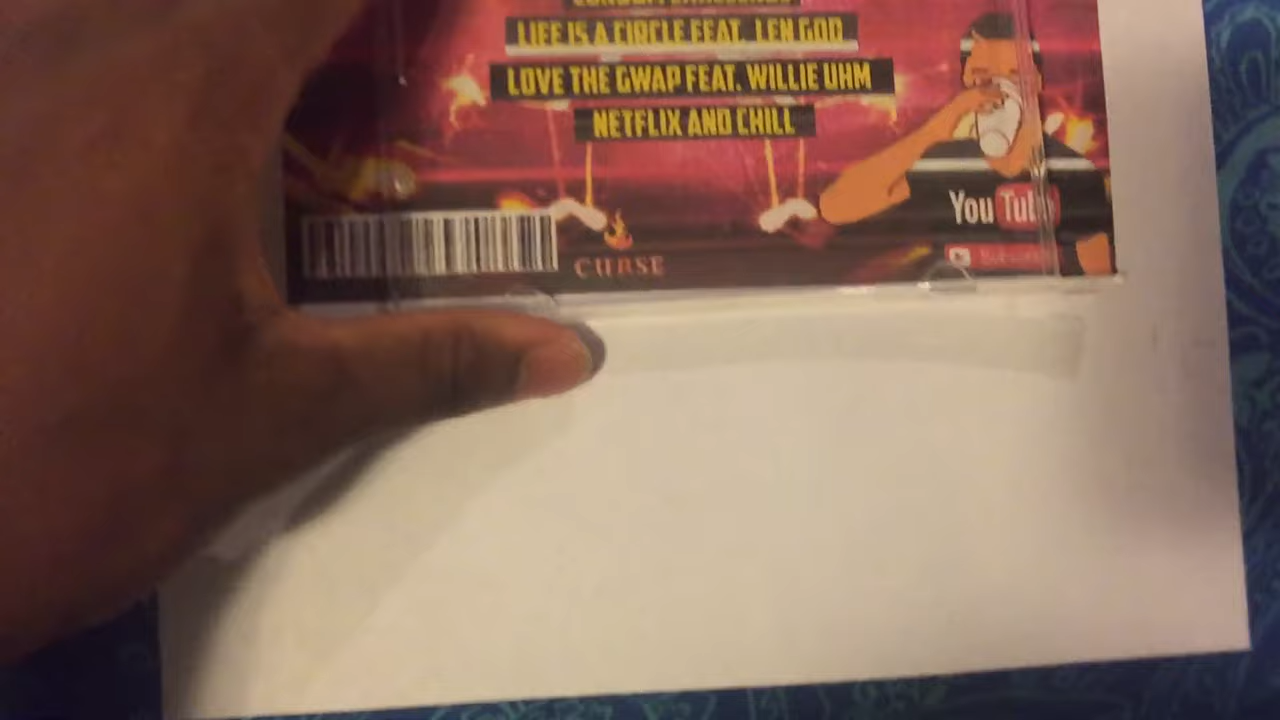 LIFE IS A CIRCLE FEAT. LEN GOD
LOVE THE GWAP FEAT. WILLIE UHM
NETFLIX AND CHILL
YouTube
CURSE